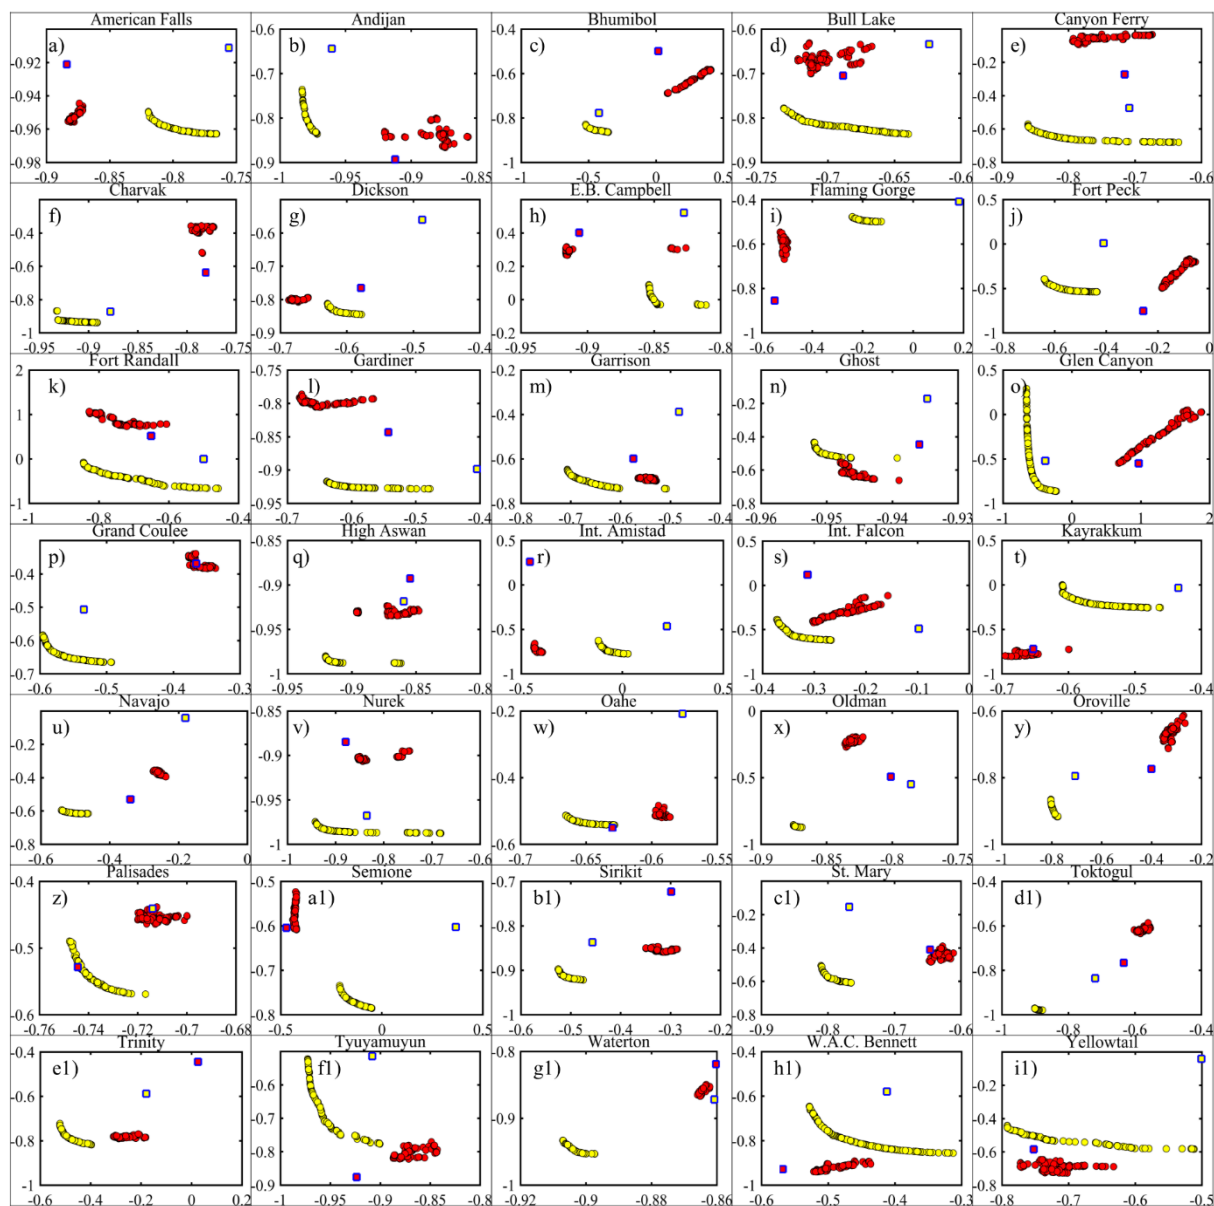 American Falls
a)
-0.92
-0.94
-0.96
-0.98
-0.9 -0.85 -0.8 -0.75
Andijan
b)
-0.6
-0.7
-0.8
-0.9
-1 -0.95 -0.9 -0.85
Bhumibol
c)
-0.2
-0.4
-0.6
-0.8
-1
-1 -0.5 0 0.5
Bull Lake
d)
-0.6
-0.7
-0.8
-0.9
-0.73 -0.7 -0.67 -0.64
Canyon Ferry
e)
-0.2
-0.4
-0.6
-0.8
-0.9 -0.8 -0.7 -0.6
Charvak
f)
-0.4
-0.6
-0.8
-1
-0.95 -0.9 -0.85 -0.8 -0.75
Dickson
g)
-0.6
-0.7
-0.8
-0.9
-0.7 -0.6 -0.5 -0.4
E.B. Campbell
h)
0.6
0.4
0.2
0
0.2
-0.95 -0.9 -0.85 -0.8
Flaming Gorge
i)
-0.4
-0.6
-0.8
-1
-0.6 -0.4 -0.2 0 0.2
Fort Peck
j)
0.5
0
-0.5
-1
-0.8 -0.6 -0.4 -0.2 0
Fort Randall
k)
2
1
0
-1
-1 -0.8 -0.6 -0.4
Gardiner
l)
-0.75
-0.8
-0.85
-0.9
-0.95
-0.7 -0.6 -0.5 -0.4
Garrison
m)
-0.2
-0.4
-0.6
-0.8
-0.8 -0.7 -0.6 -0.5 -0.4
Ghost
n)
-0.2
-0.4
-0.6
-0.8
-0.96 -0.95 -0.94 -0.93
Glen Canyon
o)
0.5
0
-0.5
-1
-1 0 1 2
Grand Coulee
p)
-0.4
-0.5
-0.6
-0.7
-0.6 -0.5 -0.4 -0.3
High Aswan
q)
-0.85
-0.9
-0.95
-1
-0.95 -0.9 -0.85 -0.8
Int. Amistad
r)
0.5
0
-0.5
-1
-0.5 0 0.5
Int. Falcon
s)
0.5
0
-0.5
-1
-0.4 -0.3 -0.2 -0.1 0
Kayrakkum
t)
0.5
0
-0.5
-1
-0.7 -0.6 -0.5 -0.4
Navajo
u)
-0.2
-0.4
-0.6
-0.8
-0.6 -0.4 -0.2 0
Nurek
v)
-0.85
-0.9
-0.95
-1
-1 -0.9 -0.8 -0.7 -0.6
Oahe
w)
-0.2
-0.4
-0.6
-0.7 -0.65 -0.6 -0.55
Oldman
x)
0
-0.5
-1
-0.9 -0.85 -0.8 -0.75
Oroville
y)
-0.6
-0.8
-1
-1 -0.8 -0.6 -0.4 -0.2
Palisades
z)
-0.4
-0.5
-0.6
-0.76 -0.74 -0.72 -0.7 -0.68
Semione
a1)
-0.5
-0.6
-0.7
-0.8
-0.5 0 0.5
Sirikit
b1)
-0.7
-0.8
-0.9
-1
-0.6 -0.5 -0.4 -0.3 -0.2
St. Mary
c1)
-0.2
-0.4
-0.6
-0.8
-0.9 -0.8 -0.7 -0.6
Toktogul
d1)
-0.4
-0.6
-0.8
-1
-1 -0.8 -0.6 -0.4
Trinity
e1)
-0.4
-0.6
-0.8
-1
-0.6 -0.4 -0.2 0 0.2
Tyuyamuyun
f1)
-0.6
-0.7
-0.8
-0.9
-1 -0.95 -0.9 -0.85 -0.8
Waterton
g1)
-0.8
-0.9
-1
-0.92 -0.9 -0.88 -0.86
W.A.C. Bennett
h1)
-0.4
-0.6
-0.8
-1
-0.6 -0.5 -0.4 -0.3
Yellowtail
i1)
-0.2
-0.4
-0.6
-0.8
-0.8 -0.7 -0.6 -0.5